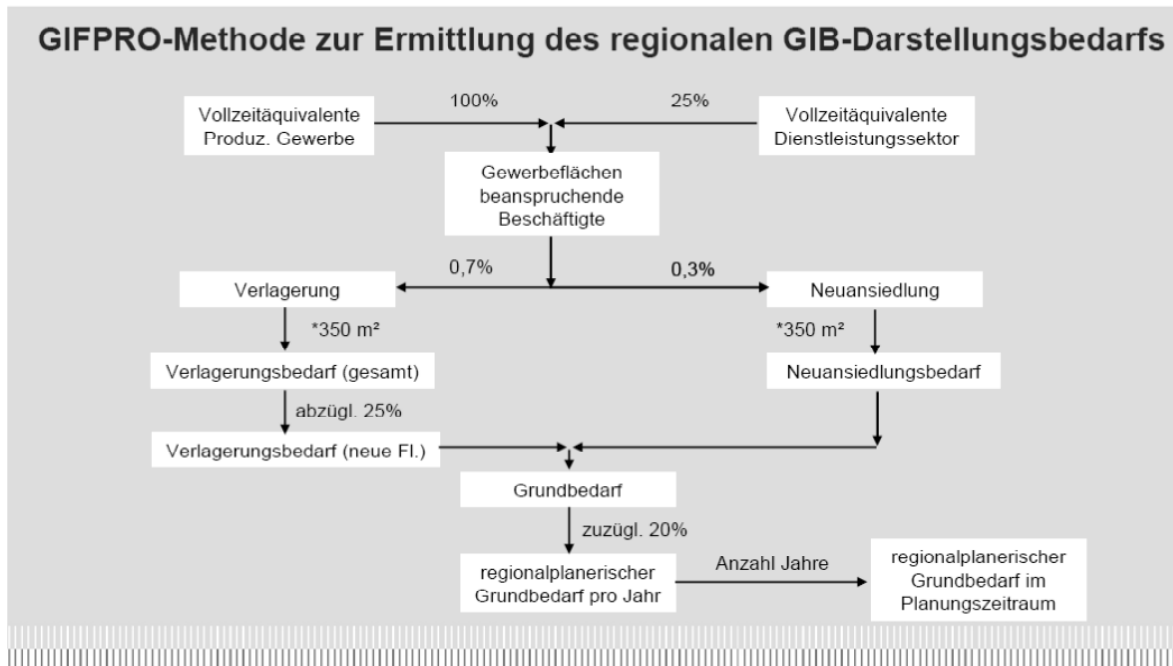 GIFPRO-Methode zur Ermittlung des regionalen GIB-Darstellungsbedarfs
Vollzeitäquivalente
Produz. Gewerbe
100%
25%
Vollzeitäquivalente
Dienstleistungssektor
Gewerbeflächen
beanspruchende
Beschäftigte
0,7%
0,3%
Verlagerung
Neuansiedlung
*350 m²
*350 m²
Verlagerungsbedarf (gesamt)
Neuansiedlungsbedarf
abzügl. 25%
Verlagerungsbedarf (neue Fl.)
Grundbedarf
zuzügl. 20%
regionalplanerischer
Grundbedarf pro Jahr
Anzahl Jahre
regionalplanerischer
Grundbedarf im
Planungszeitraum